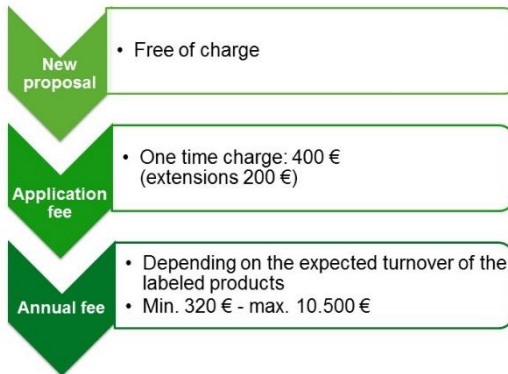 New
proposal
• Free of charge
Application
fee
• One time charge: 400 €
(extensions 200 €)
Annual fee
• Depending on the expected turnover of the
labeled products
• Min. 320 € - max. 10.500 €